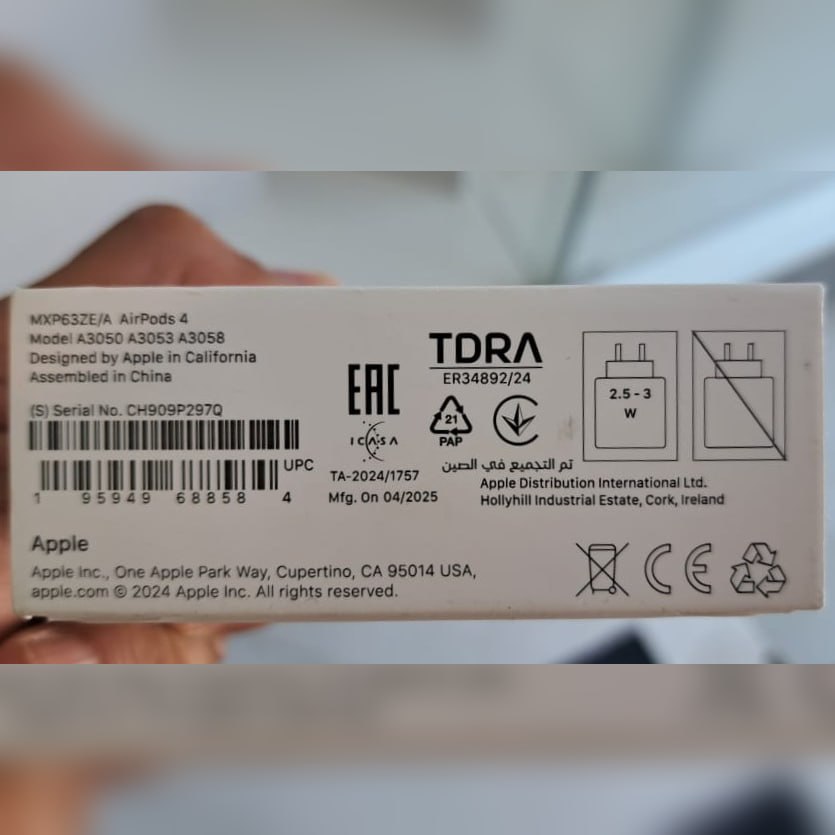 MXP63ZE/A AirPods 4
Model A3050 A3053 A3058
Designed by Apple in California
Assembled in China
(S) Serial No. CH909P297Q
UPC
1 95949 68858 4
EAC
ICASA
TA-2024/1757
Mfg. On 04/2025
TDRA
ER34892/24
21
PAP
تم التجميع في الصين
Apple Distribution International Ltd.
Hollyhill Industrial Estate, Cork, Ireland
2.5 - 3
W
Apple
Apple Inc., One Apple Park Way, Cupertino, CA 95014 USA,
apple.com © 2024 Apple Inc. All rights reserved.
CE